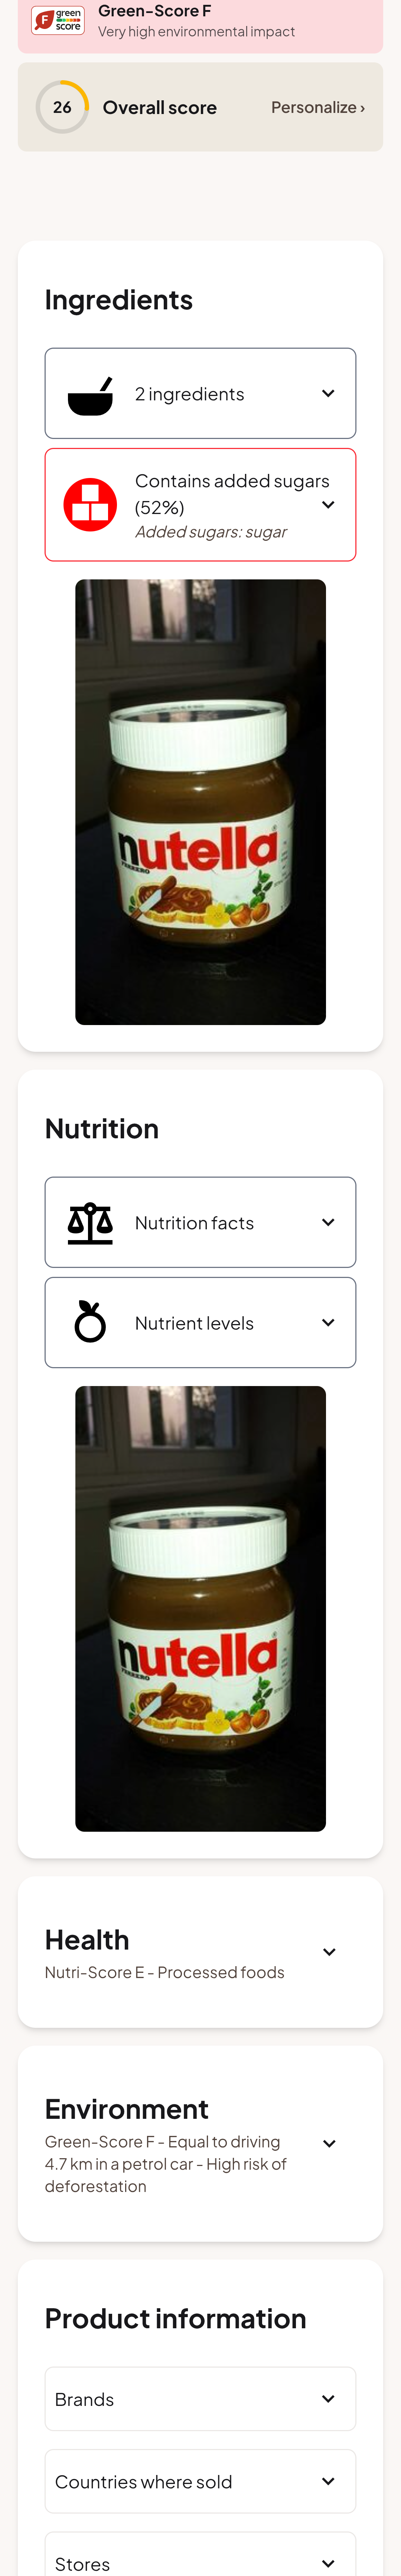 F
green
score
Green-Score F
Very high environmental impact
26
Overall score
Personalize ›
Ingredients
2 ingredients
Contains added sugars
(52%)
Added sugars: sugar
nutella
FERRERO
Nutrition
Nutrition facts
Nutrient levels
nutella
FERRERO
Health
Nutri-Score E - Processed foods
Environment
Green-Score F - Equal to driving
4.7 km in a petrol car - High risk of
deforestation
Product information
Brands
Countries where sold
Stores